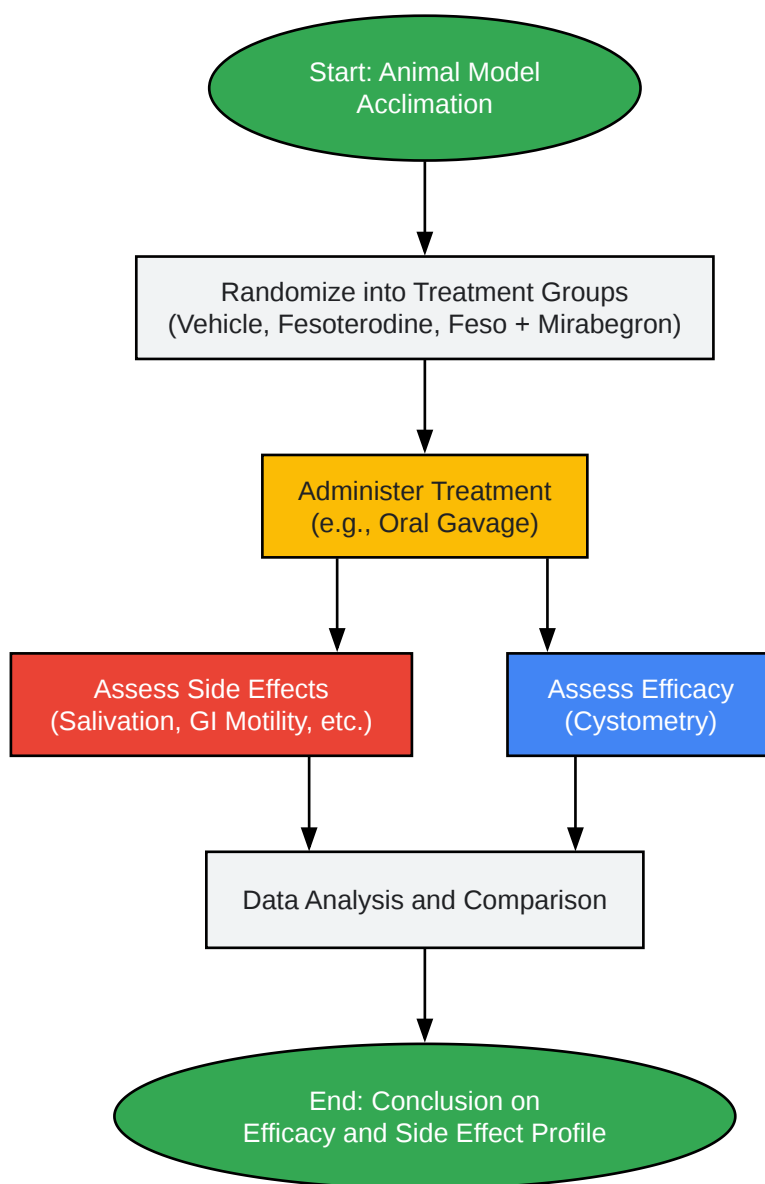 Start: Animal Model
Acclimation
Randomize into Treatment Groups
(Vehicle, Fesoterodine, Feso + Mirabegron)
Administer Treatment
(e.g., Oral Gavage)
Assess Side Effects
(Salivation, GI Motility, etc.)
Assess Efficacy
(Cystometry)
Data Analysis and Comparison
End: Conclusion on
Efficacy and Side Effect Profile